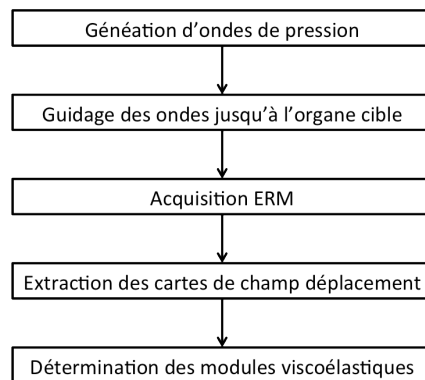 Généation d'ondes de pression
Guidage des ondes jusqu'à l'organe cible
Acquisition ERM
Extraction des cartes de champ déplacement
Détermination des modules viscoélastiques